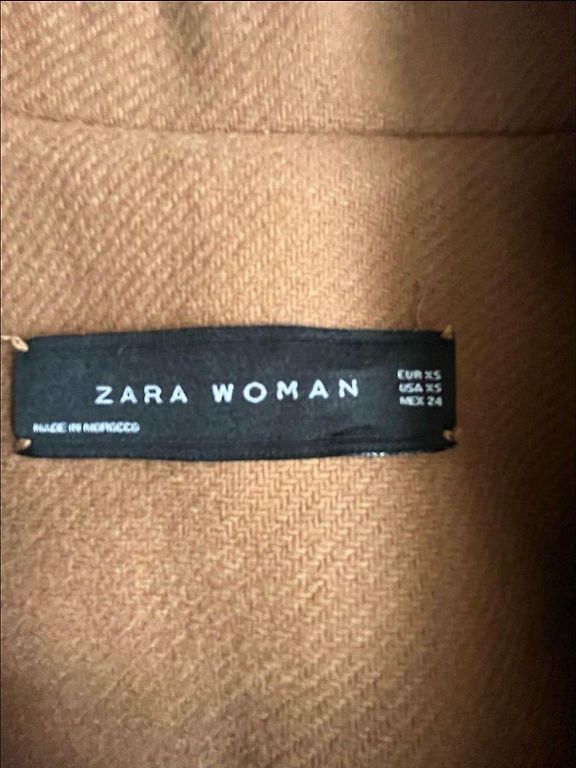 ZARA WOMAN
EUR XS
USA XS
MEX 24
MADE IN MOROCCO